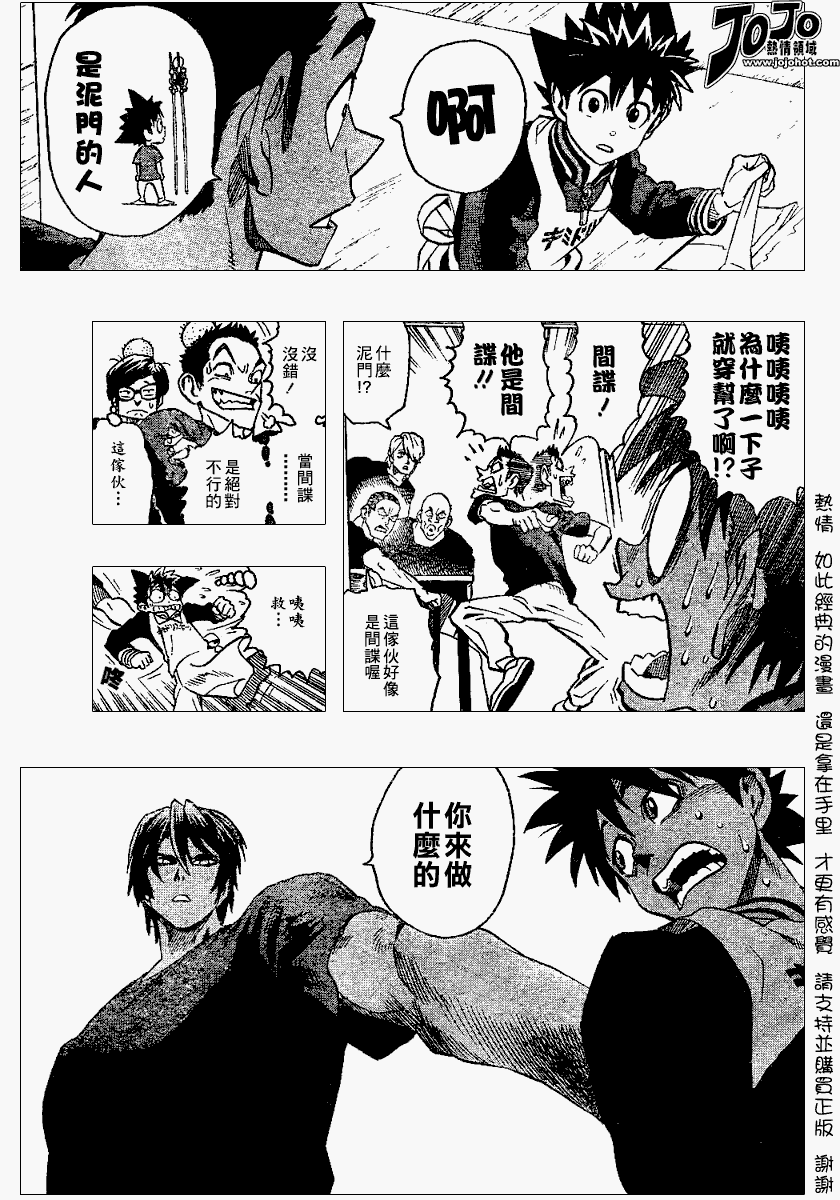 JOJO
熱情領域
www.jojohot.com
啊
キミドリ
是泥門的人
咦咦咦咦
為什麼一下子
就穿幫了啊!?
間諜!
他是間
諜!!
什麼
泥門!?
這傢伙好像
是間諜喔
沒錯!
當間諜
………
是絕對
不行的
這傢伙…
咦咦
救…
咚
你來做
什麼的
熱情 如此經典的漫畫 還是拿在手里 才更有感覺 請支持並購買正版 謝謝